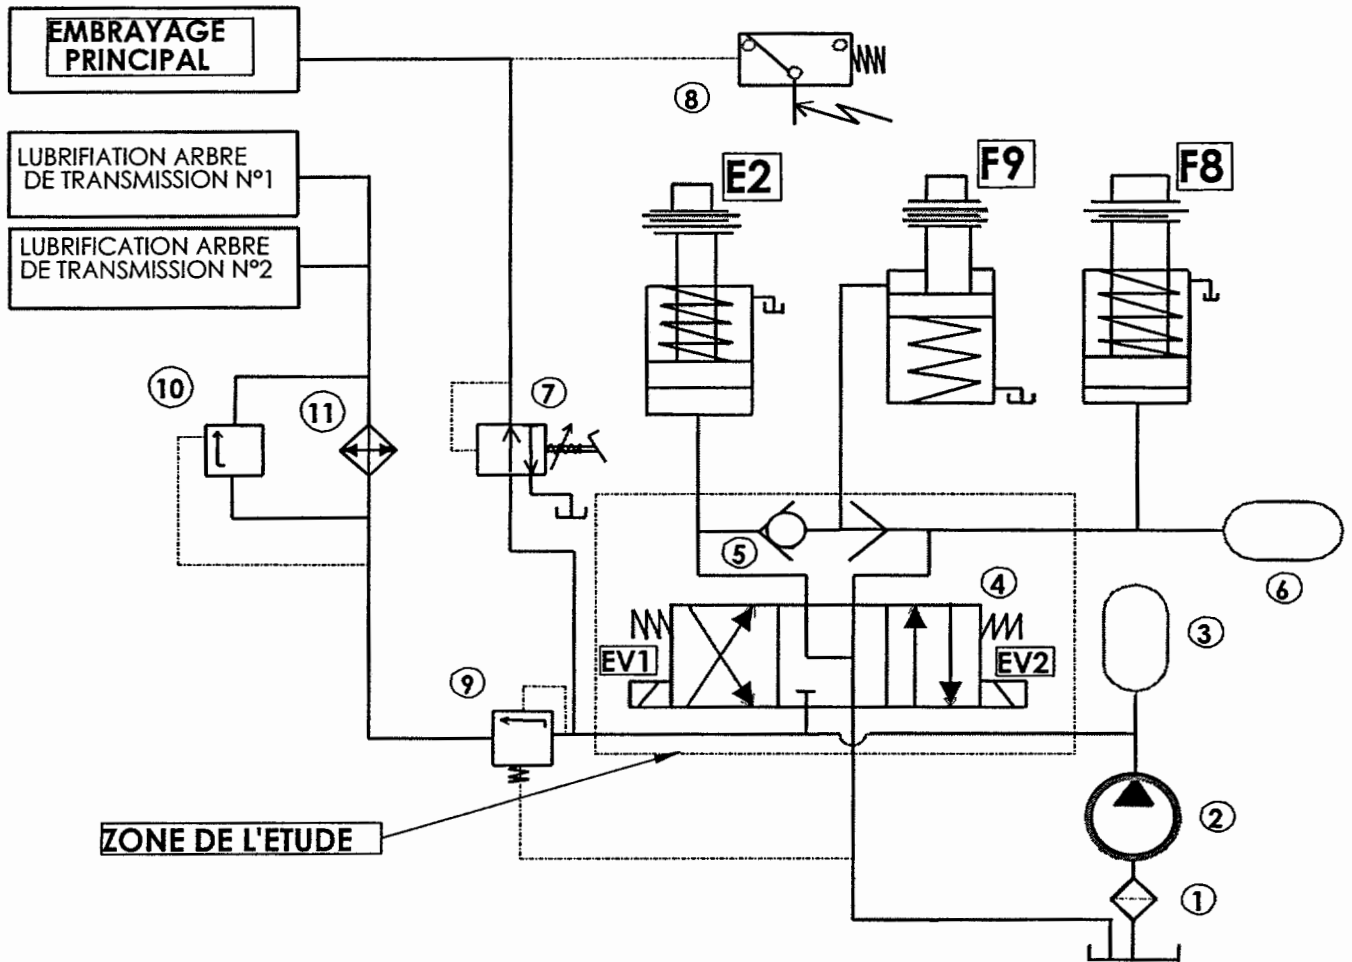 EMBRAYAGE
PRINCIPAL
8
LUBRIFIATION ARBRE
DE TRANSMISSION N°1
E2
F9
F8
LUBRIFICATION ARBRE
DE TRANSMISSION N°2
10
11
7
5
4
6
3
EV1
EV2
9
ZONE DE L'ETUDE
2
1